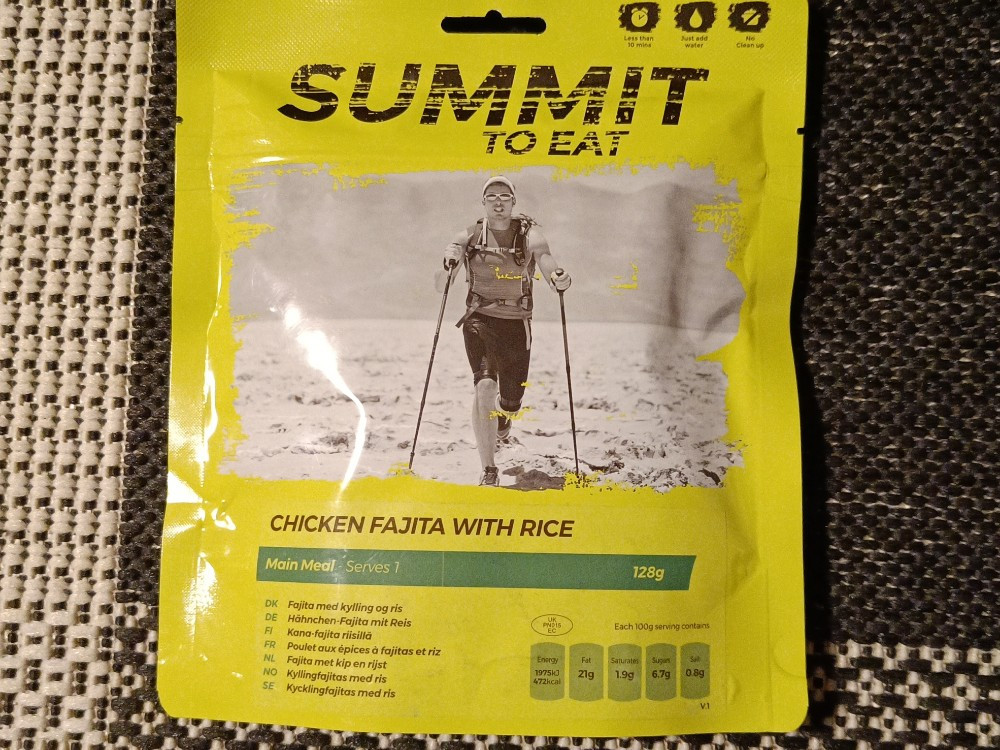 Less than
10 mins
Just add
water
No
Clean up
SUMMIT
TO EAT
CHICKEN FAJITA WITH RICE
Main Meal - Serves 1
128g
DK Fajita med kylling og ris
DE Hähnchen-Fajita mit Reis
FI Kana-fajita riisillä
FR Poulet aux épices à fajitas et riz
NL Fajita met kip en rijst
NO Kyllingfajitas med ris
SE Kycklingfajitas med ris
UK
PN015
EC
Each 100g serving contains
Energy
1975kJ
472kcal
Fat
21g
Saturates
1.9g
Sugars
6.7g
Salt
0.8g
V.1